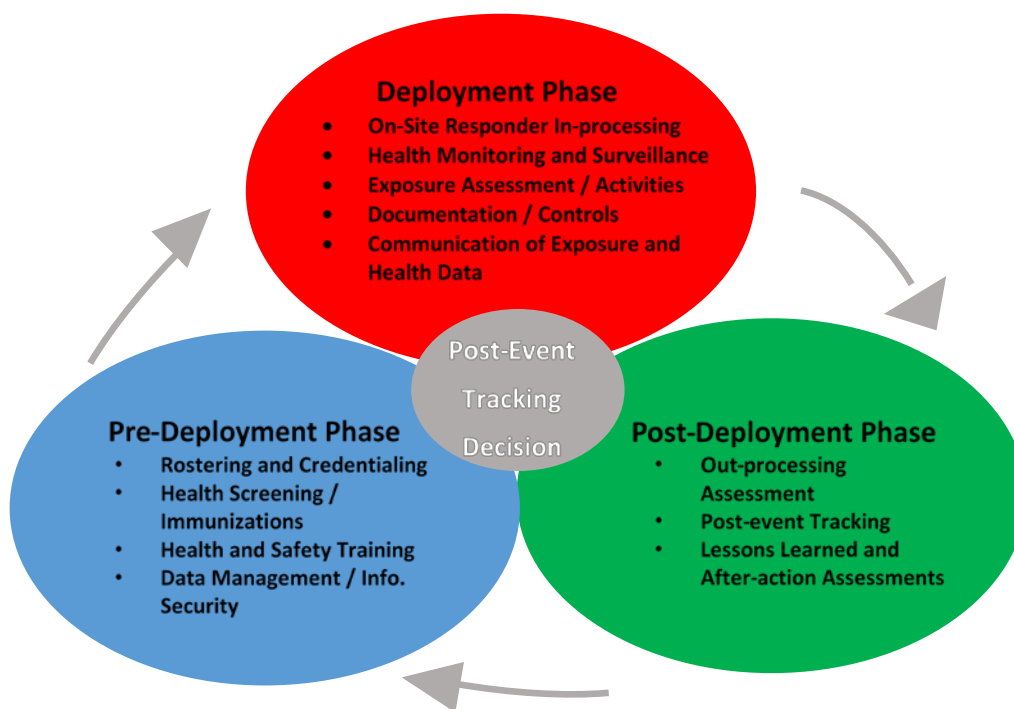 Deployment Phase
• On-Site Responder In-processing
• Health Monitoring and Surveillance
• Exposure Assessment / Activities
• Documentation / Controls
• Communication of Exposure and
Health Data
Post-Event
Tracking
Decision
Pre-Deployment Phase
• Rostering and Credentialing
• Health Screening /
Immunizations
• Health and Safety Training
• Data Management / Info.
Security
Post-Deployment Phase
• Out-processing
Assessment
• Post-event Tracking
• Lessons Learned and
After-action Assessments